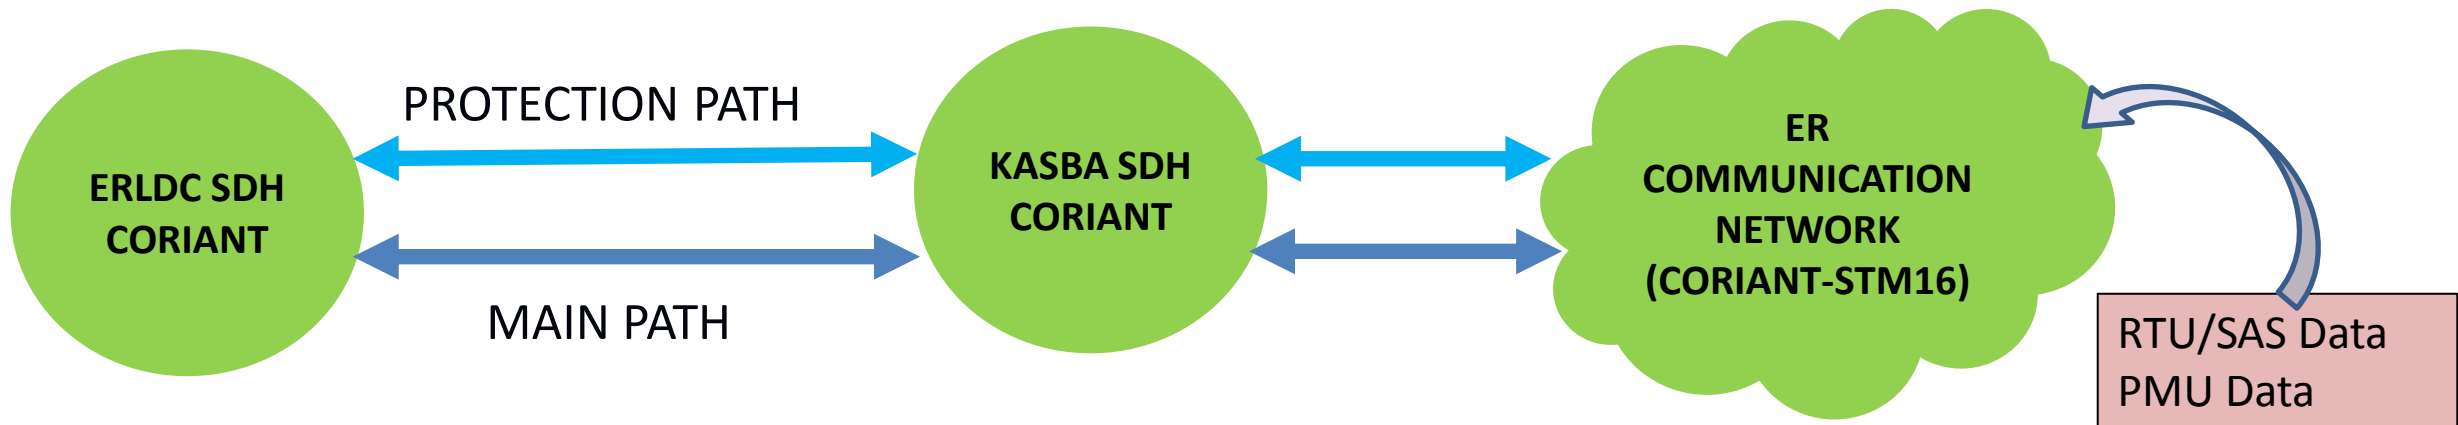 PROTECTION PATH
ERLDC SDH
CORIANT
MAIN PATH
KASBA SDH
CORIANT
ER
COMMUNICATION
NETWORK
(CORIANT-STM16)
RTU/SAS Data
PMU Data